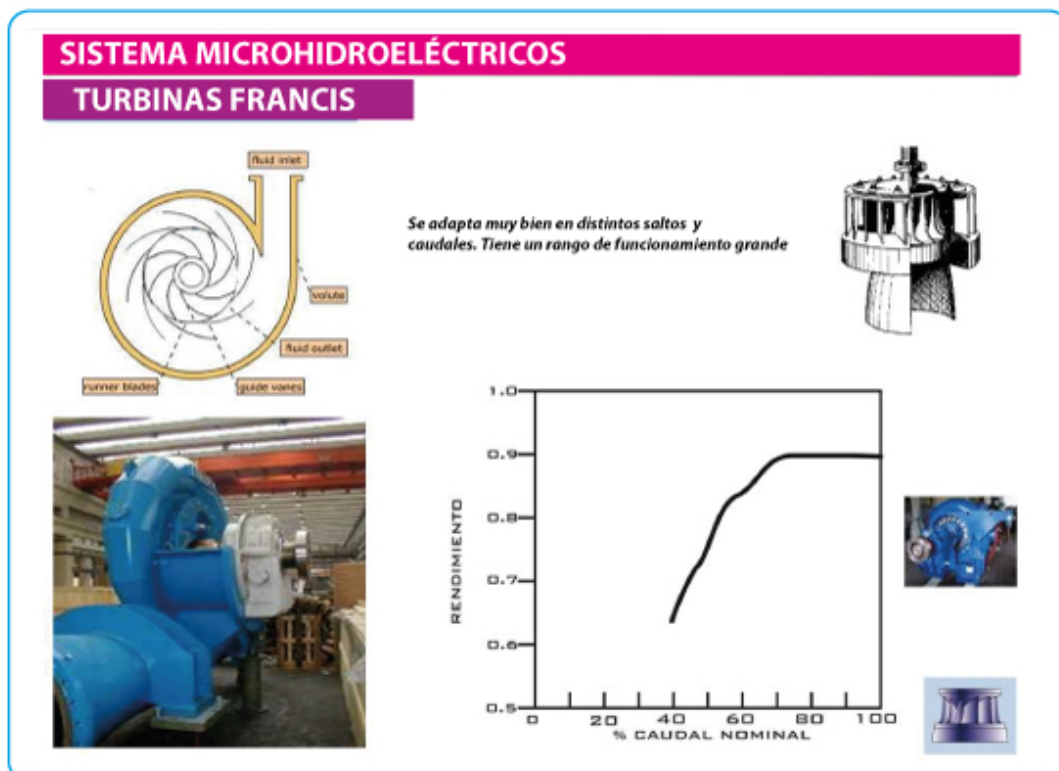 SISTEMA MICROHIDROELÉCTRICOS
TURBINAS FRANCIS
fluid inlet
volute
fluid outlet
runner blades
guide vanes
Se adapta muy bien en distintos saltos y
caudales. Tiene un rango de funcionamiento grande
RENDIMIENTO
1.0
0.9
0.8
0.7
0.6
0.5
0 20 40 60 80 100
% CAUDAL NOMINAL